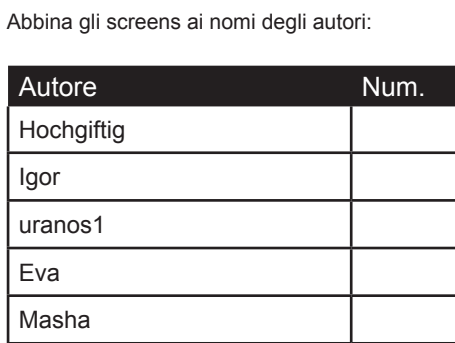 Abbina gli screens ai nomi degli autori:
Autore Num.
Hochgiftig
Igor
uranos1
Eva
Masha